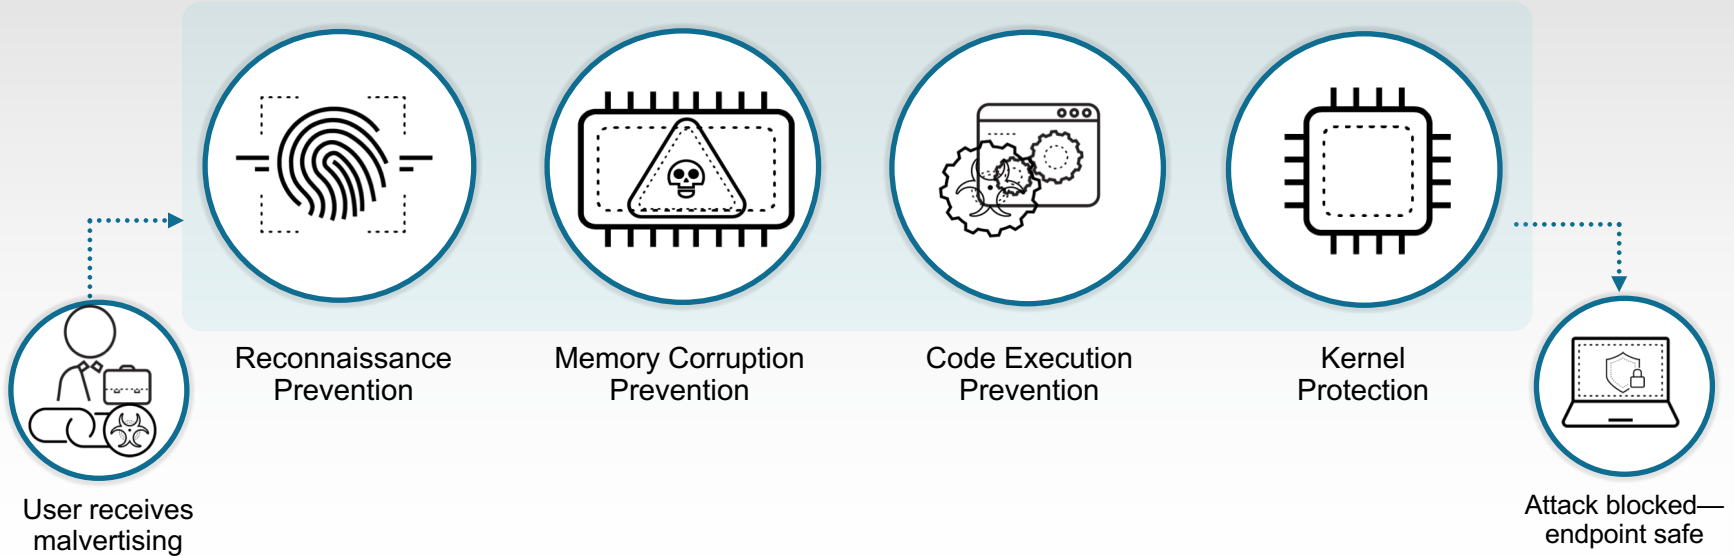 Reconnaissance
Prevention
Memory Corruption
Prevention
Code Execution
Prevention
Kernel
Protection
User receives
malvertising
Attack blocked—
endpoint safe